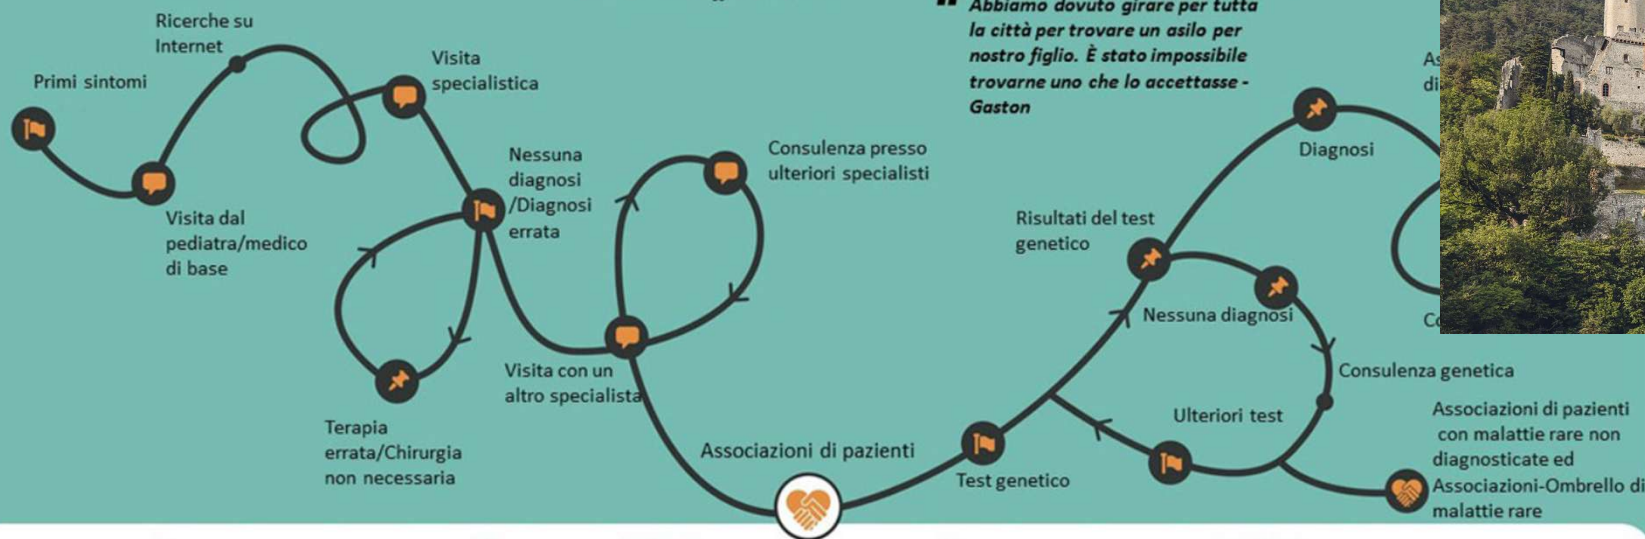 Ricerche su
Internet
Primi sintomi
Visita
specialistica
Visita dal
pediatra/medico
di base
Nessuna
diagnosi
/Diagnosi
errata
Terapia
errata/Chirurgia
non necessaria
Consulenza presso
ulteriori specialisti
Visita con un
altro specialista
Associazioni di pazienti
Abbiamo dovuto girare per tutta
la città per trovare un asilo per
nostro figlio. È stato impossibile
trovarne uno che lo accettasse -
Gaston
Test genetico
Risultati del test
genetico
Diagnosi
Nessuna diagnosi
Consulenza genetica
Ulteriori test
Associazioni di pazienti
con malattie rare non
diagnosticate ed
Associazioni-Ombrello di
malattie rare